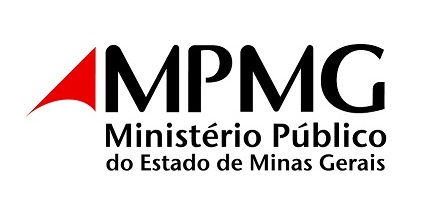 MPMG
Ministério Público
do Estado de Minas Gerais